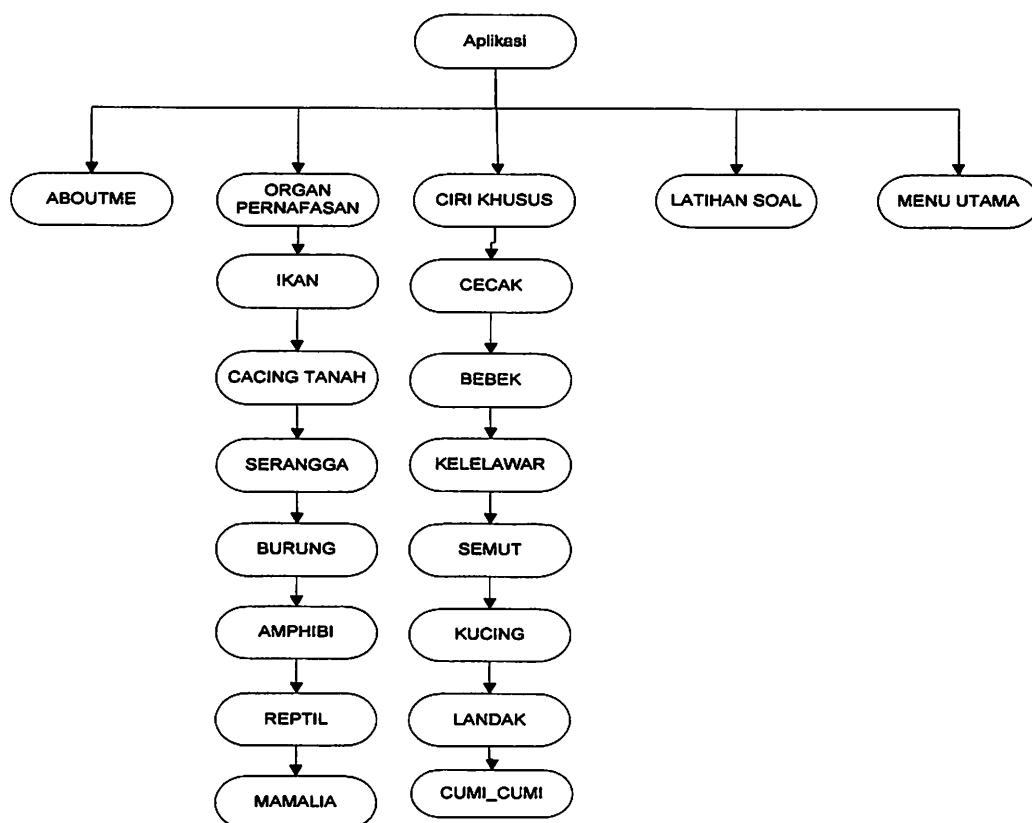 Aplikasi
ABOUTME
ORGAN
PERNAFASAN
CIRI KHUSUS
LATIHAN SOAL
MENU UTAMA
IKAN
CECAK
CACING TANAH
BEBEK
SERANGGA
KELELAWAR
BURUNG
SEMUT
AMPHIBI
KUCING
REPTIL
LANDAK
MAMALIA
CUMI_CUMI